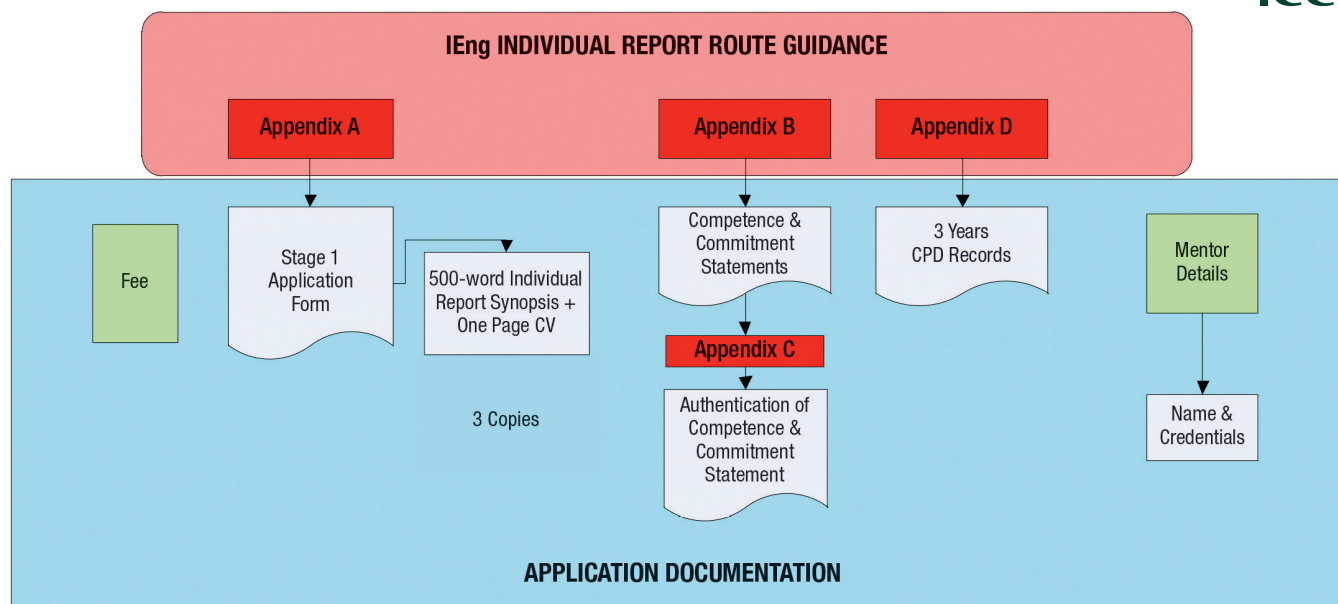 IEng INDIVIDUAL REPORT ROUTE GUIDANCE
Appendix A
Appendix B
Appendix D
Fee
Stage 1
Application
Form
500-word Individual
Report Synopsis +
One Page CV
3 Copies
Competence &
Commitment
Statements
Appendix C
Authentication of
Competence &
Commitment
Statement
3 Years
CPD Records
Mentor
Details
Name &
Credentials
APPLICATION DOCUMENTATION